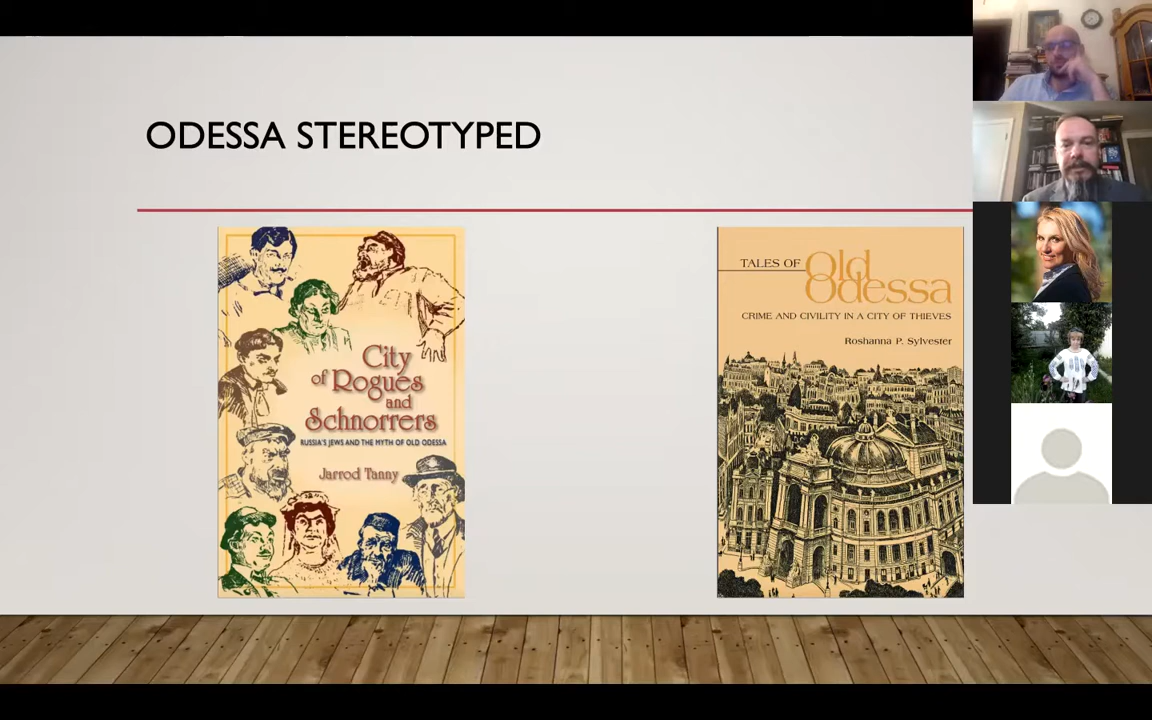 ODESSA STEREOTYPED
City
of Rogues
and
Schnorrers
RUSSIA'S JEWS AND THE MYTH OF OLD ODESSA
Jarrod Tanny
TALES OF Old
Odessa
CRIME AND CIVILITY IN A CITY OF THIEVES
Roshanna P. Sylvester